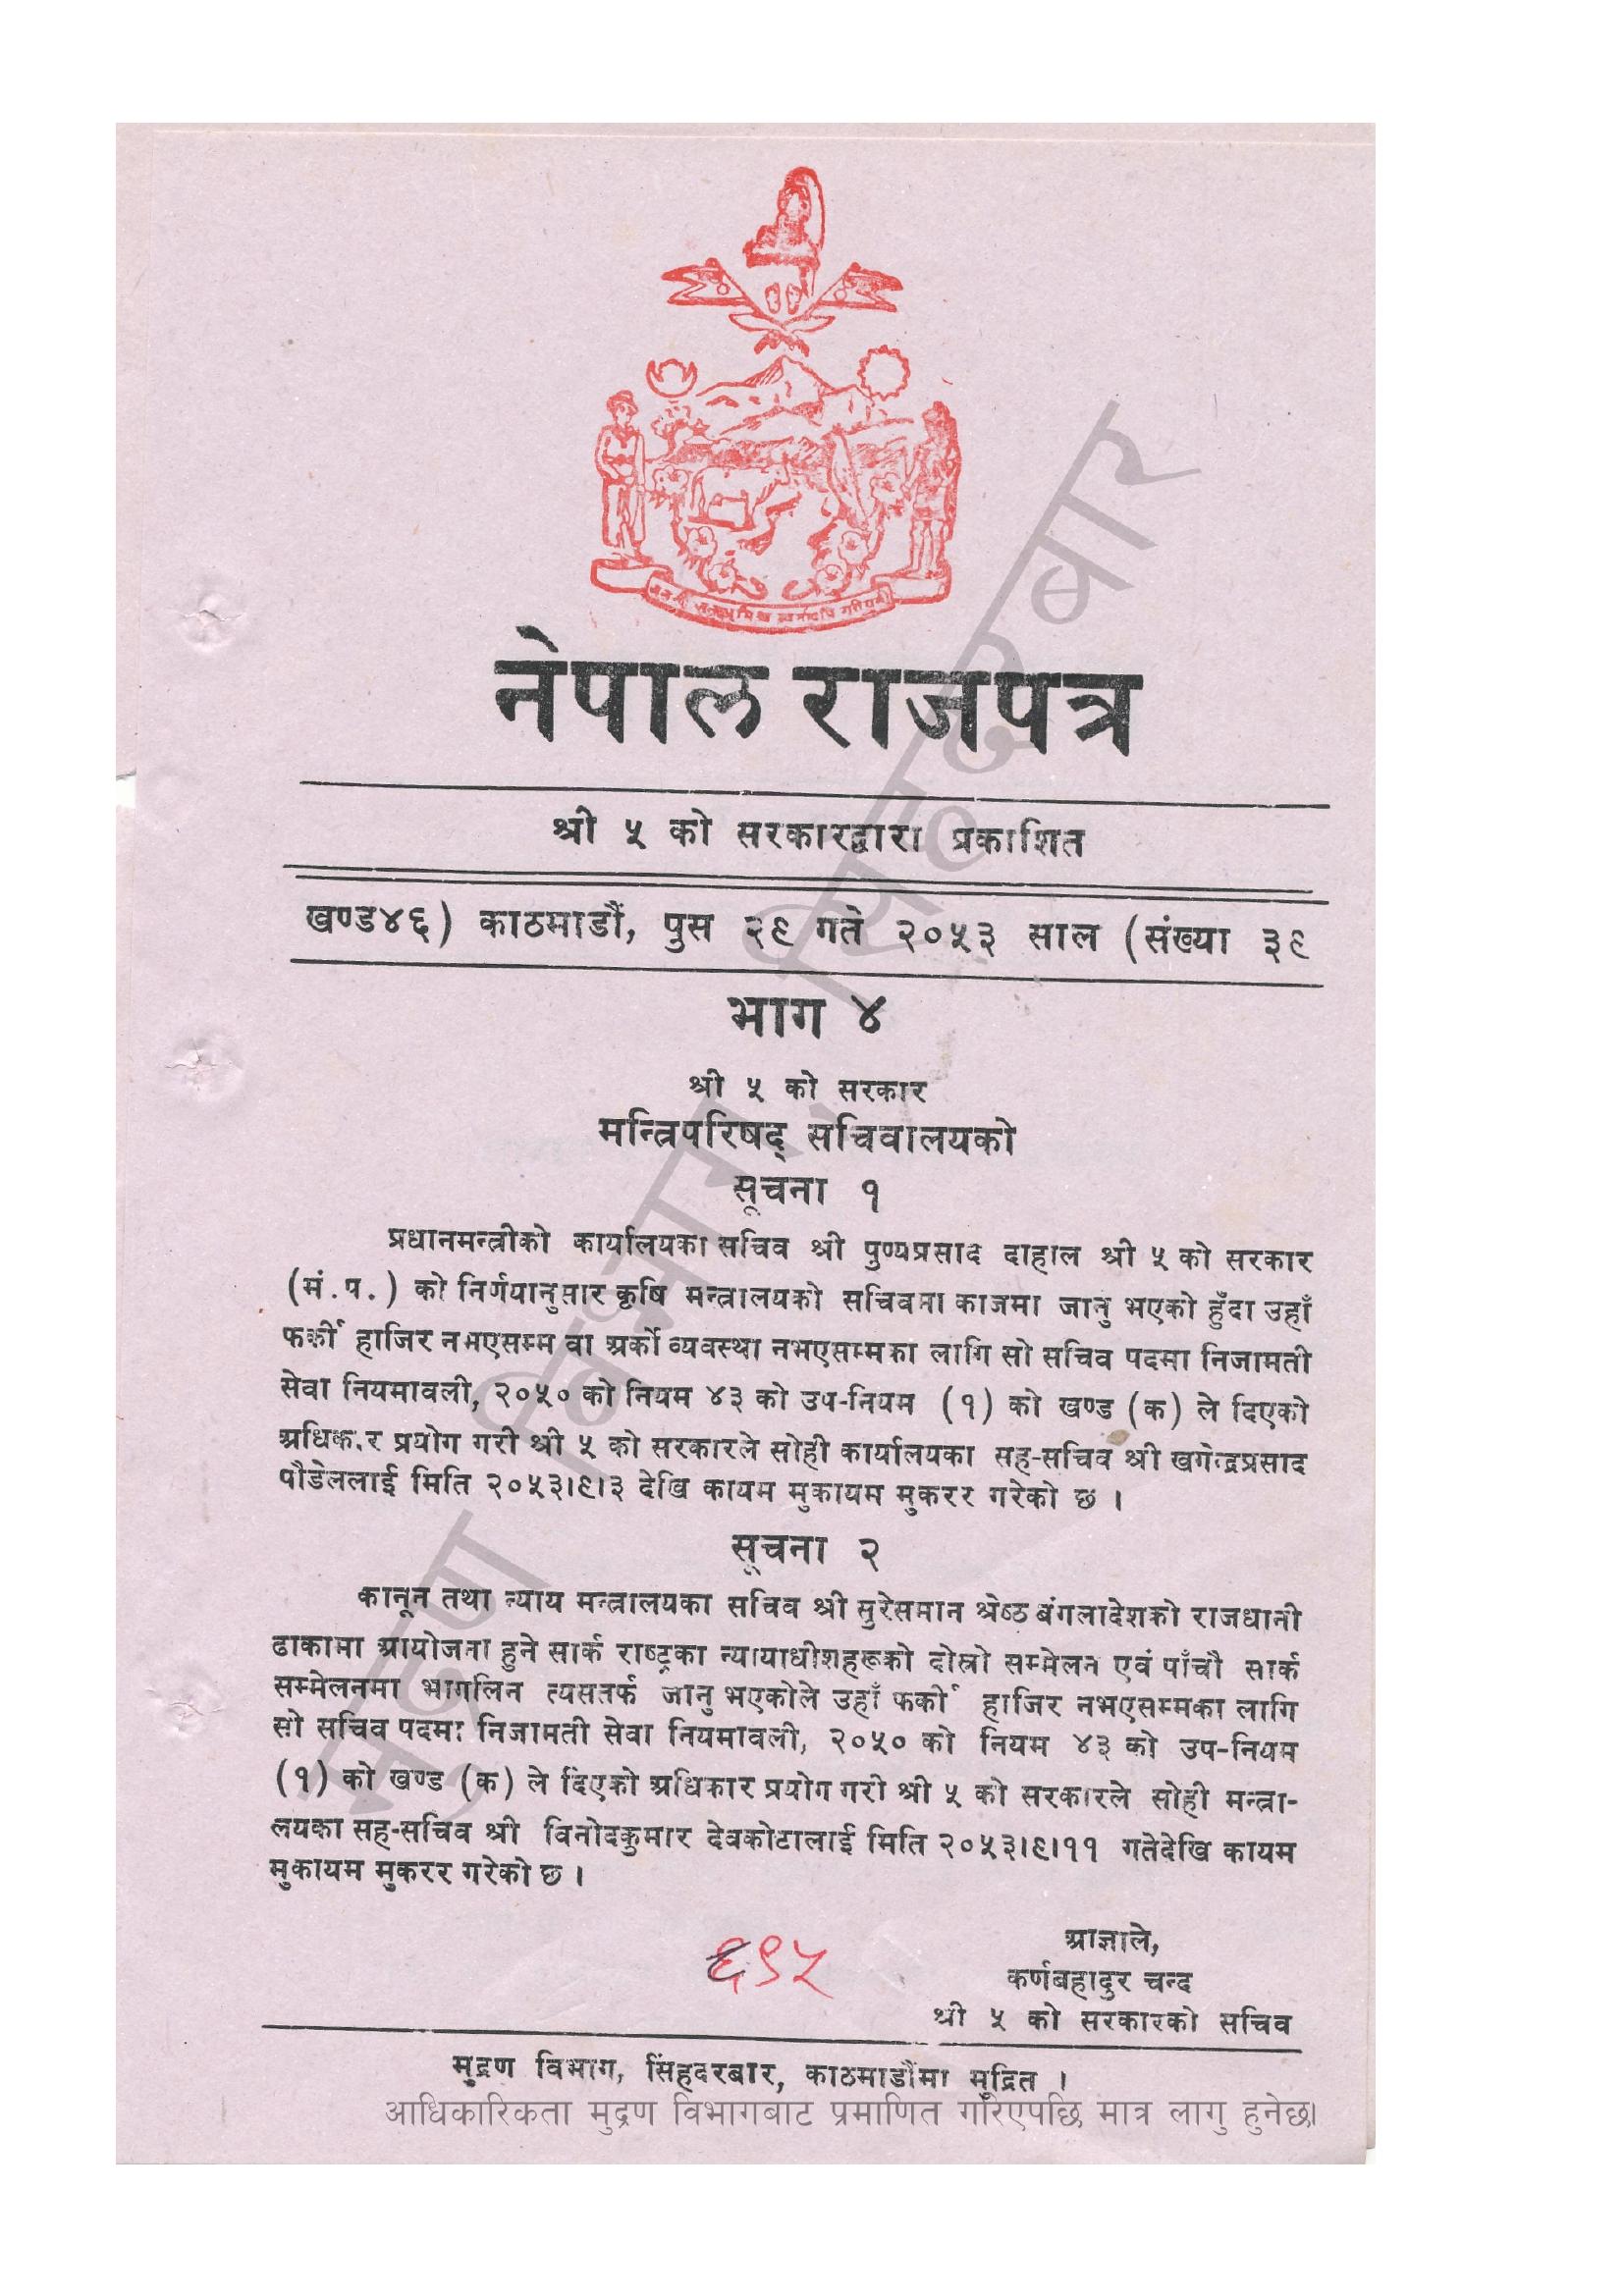 नेपाल राजपत्र
श्री ५ को सरकारद्वारा प्रकाशित
खण्ड४६) काठमाडौं, पुस २९ गते २०५३ साल (संख्या ३९
भाग ४
श्री ५ को सरकार
मन्त्रिपरिषद् सचिवालयको
सूचना १
प्रधानमन्त्रीको कार्यालयका सचिव श्री पुण्यप्रसाद दाहाल श्री ५ को सरकार
(मं.प.) को निर्णयानुसार कृषि मन्त्रालयको सचिवमा काजमा जानु भएको हुँदा उहाँ
फर्की हाजिर नभएसम्म वा अर्को व्यवस्था नभएसम्मका लागि सो सचिव पदमा निजामती
सेवा नियमावली, २०५० को नियम ४३ को उप-नियम (१) को खण्ड (क) ले दिएको
अधिकार प्रयोग गरी श्री ५ को सरकारले सोही कार्यालयका सह-सचिव श्री खगेन्द्रप्रसाद
पौडेललाई मिति २०५३।९।३ देखि कायम मुकायम मुकरर गरेको छ ।
सूचना २
कानून तथा न्याय मन्त्रालयका सचिव श्री सुरेसमान श्रेष्ठ बंगलादेशको राजधानी
ढाकामा आयोजना हुने सार्क राष्ट्रका न्यायाधीशहरूको दोस्रो सम्मेलन एवं पाँचौ सार्क
सम्मेलनमा भागलिन त्यसतर्फ जानु भएकोले उहाँ फर्की हाजिर नभएसम्मका लागि
सो सचिव पदमा निजामती सेवा नियमावली, २०५० को नियम ४३ को उप-नियम
(१) को खण्ड (क) ले दिएको अधिकार प्रयोग गरी श्री ५ को सरकारले सोही मन्त्रा-
लयका सह-सचिव श्री विनोदकुमार देवकोटालाई मिति २०५३।९।११ गतेदेखि कायम
मुकायम मुकरर गरेको छ ।
६९५
आज्ञाले,
कर्णबहादुर चन्द
श्री ५ को सरकारको सचिव
मुद्रण विभाग, सिंहदरबार, काठमाडौंमा मुद्रित ।
आधिकारिकता मुद्रण विभागबाट प्रमाणित गरिएपछि मात्र लागु हुनेछ।
मुद्रण विभाग, सिंहदरबार